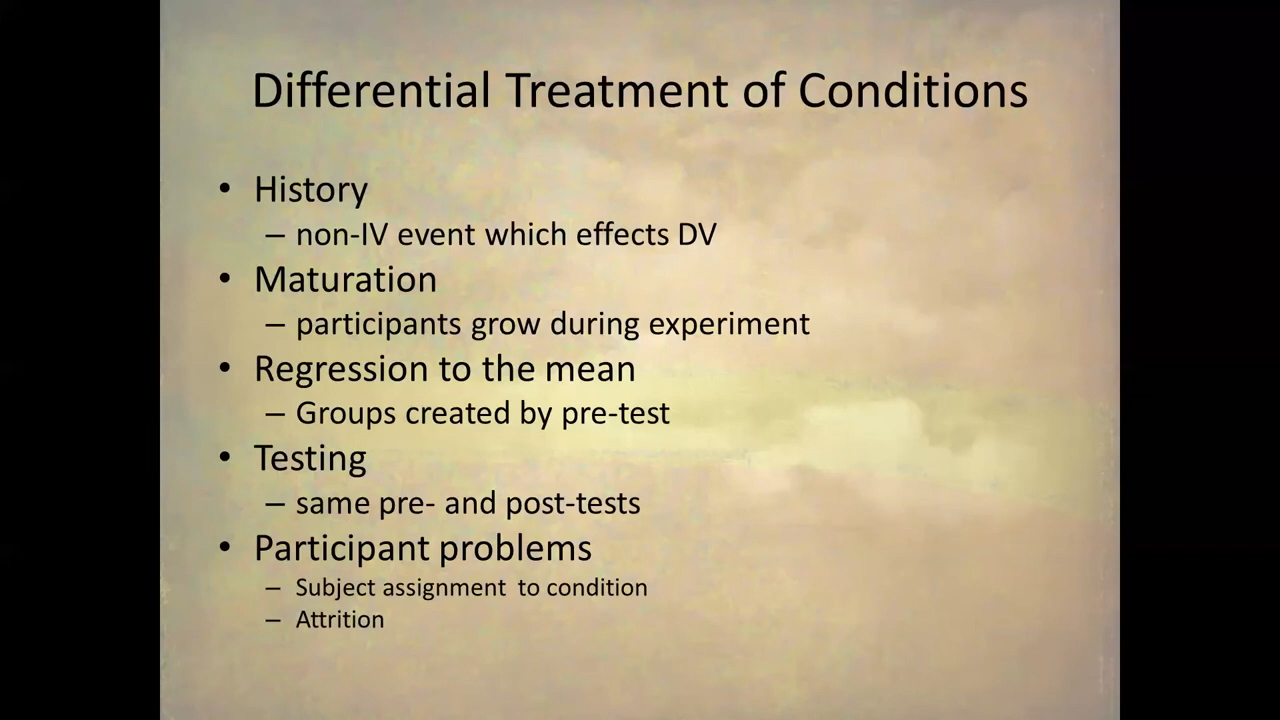 Differential Treatment of Conditions
• History
– non-IV event which effects DV
• Maturation
– participants grow during experiment
• Regression to the mean
– Groups created by pre-test
• Testing
– same pre- and post-tests
• Participant problems
– Subject assignment  to condition
– Attrition